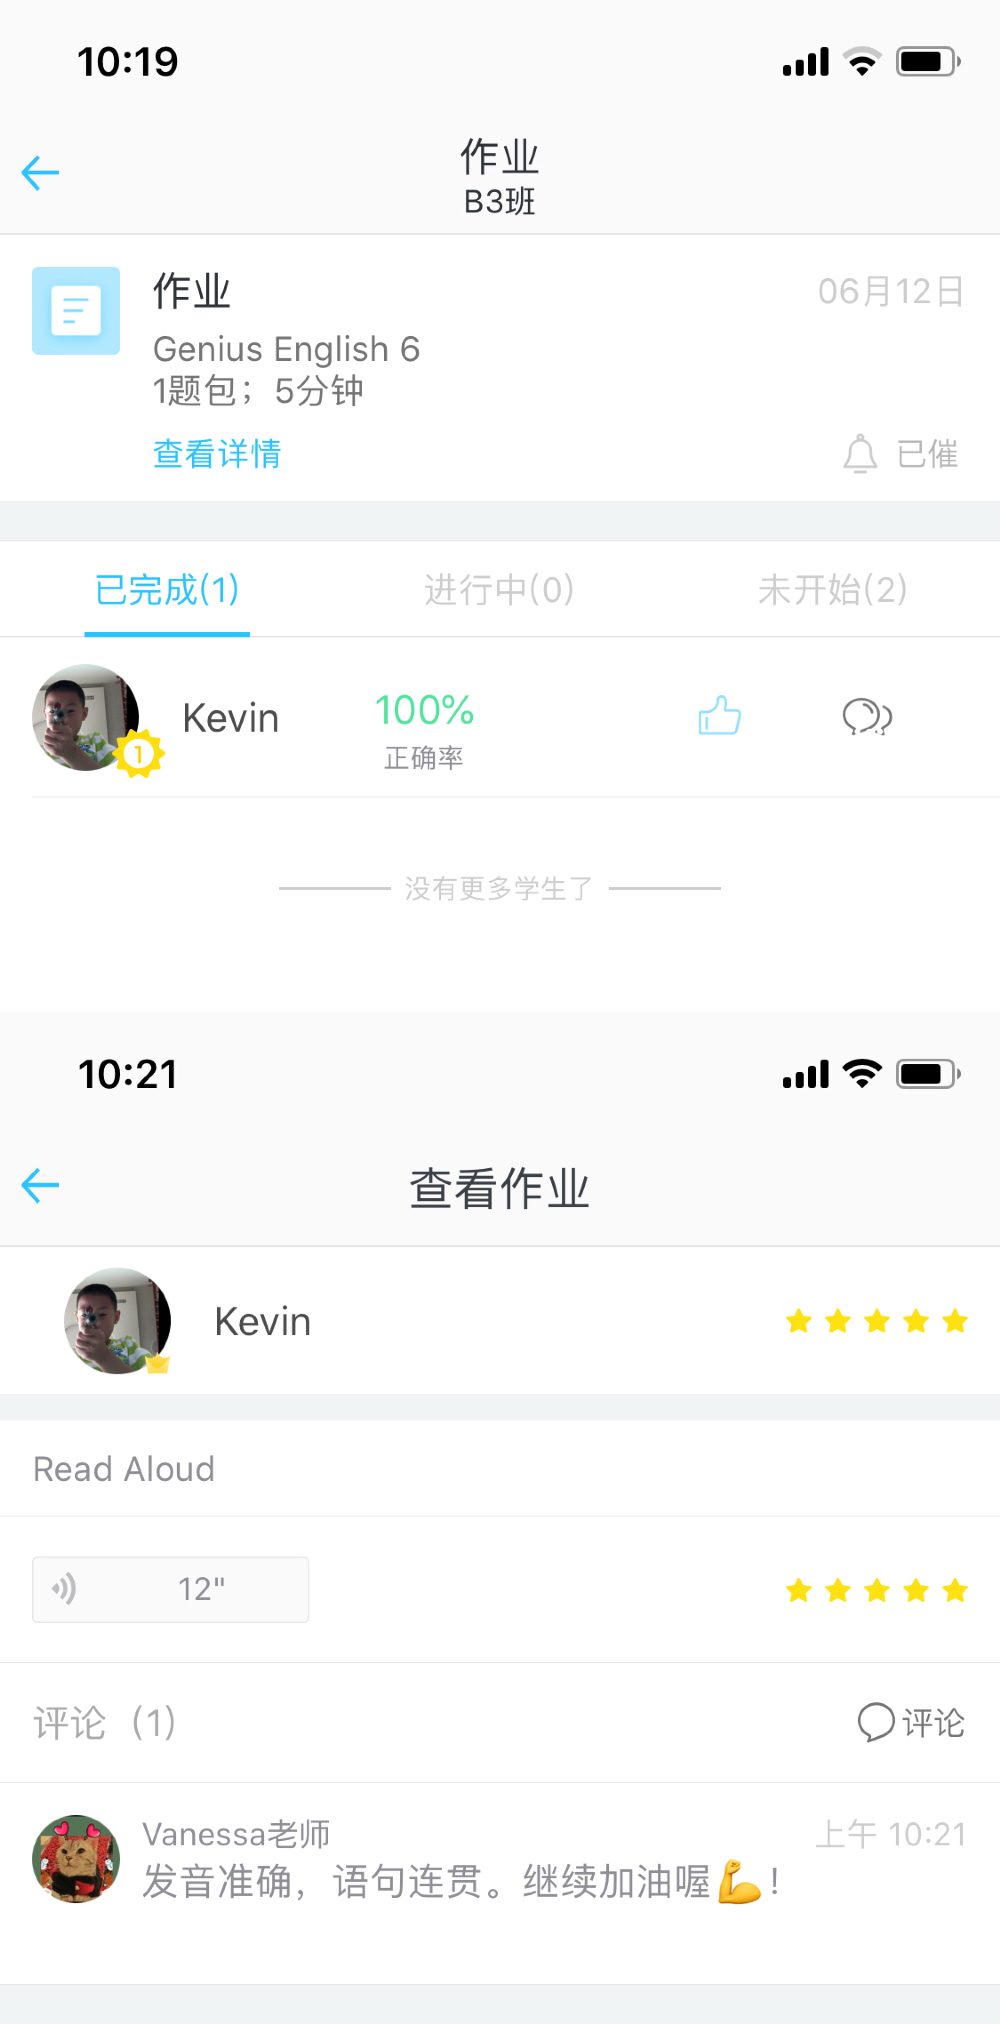 10:19
作业
B3班
作业
06月12日
Genius English 6
1题包；5分钟
查看详情
已催
已完成(1)
进行中(0)
未开始(2)
1
Kevin
100%
正确率
没有更多学生了
10:21
查看作业
Kevin
Read Aloud
12"
评论（1）
评论
Vanessa老师
上午 10:21
发音准确，语句连贯。继续加油喔💪！